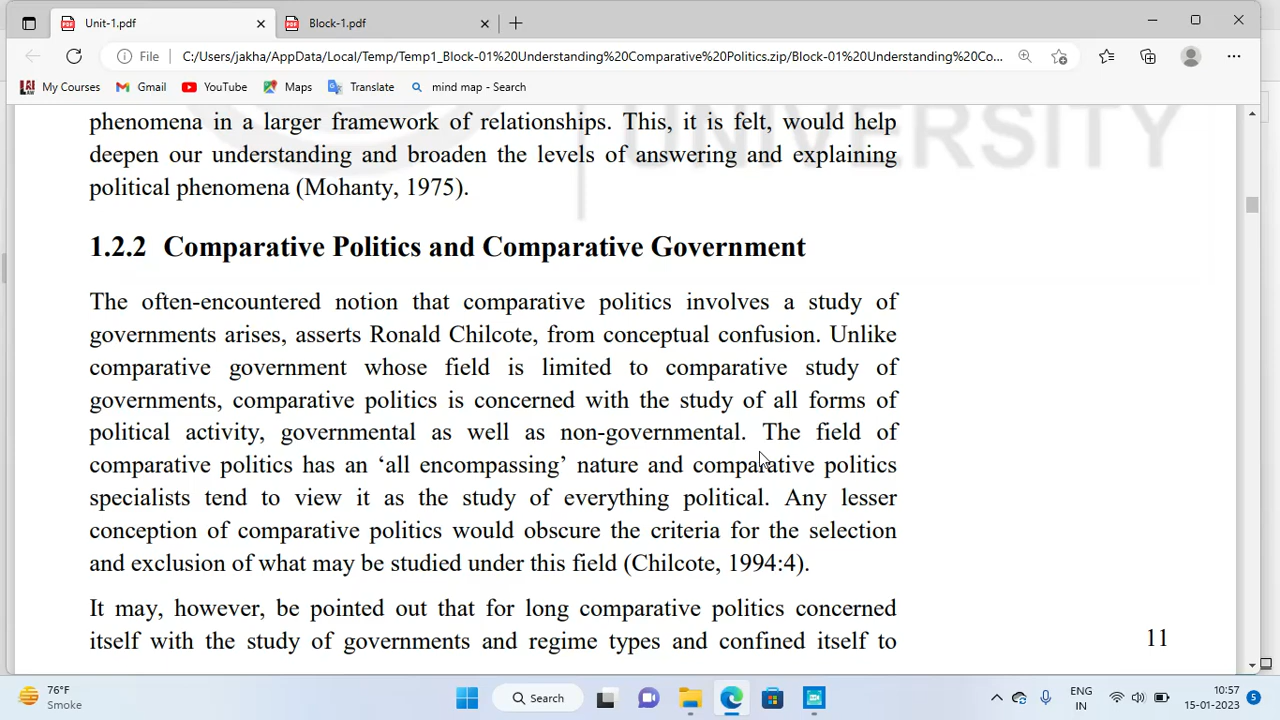 Unit-1.pdf
Block-1.pdf
File
C:/Users/jakha/AppData/Local/Temp/Temp1_Block-01%20Understanding%20Comparative%20Politics.zip/Block-01%20Understanding%20Co...
My Courses
Gmail
YouTube
Maps
Translate
mind map - Search
UNIVERSITY
phenomena in a larger framework of relationships. This, it is felt, would help
deepen our understanding and broaden the levels of answering and explaining
political phenomena (Mohanty, 1975).
1.2.2 Comparative Politics and Comparative Government
The often-encountered notion that comparative politics involves a study of
governments arises, asserts Ronald Chilcote, from conceptual confusion. Unlike
comparative government whose field is limited to comparative study of
governments, comparative politics is concerned with the study of all forms of
political activity, governmental as well as non-governmental. The field of
comparative politics has an ‘all encompassing’ nature and comparative politics
specialists tend to view it as the study of everything political. Any lesser
conception of comparative politics would obscure the criteria for the selection
and exclusion of what may be studied under this field (Chilcote, 1994:4).
It may, however, be pointed out that for long comparative politics concerned
itself with the study of governments and regime types and confined itself to
11
76°F
Smoke
Search
ENG
IN
10:57
15-01-2023
5